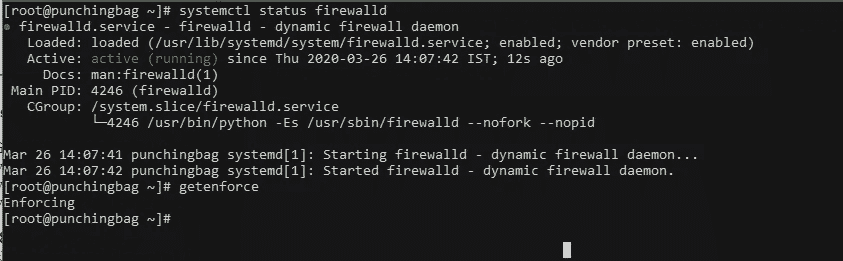 [root@punchingbag ~]# systemctl status firewalld
● firewalld.service - firewalld - dynamic firewall daemon
   Loaded: loaded (/usr/lib/systemd/system/firewalld.service; enabled; vendor preset: enabled)
   Active: active (running) since Thu 2020-03-26 14:07:42 IST; 12s ago
     Docs: man:firewalld(1)
 Main PID: 4246 (firewalld)
   CGroup: /system.slice/firewalld.service
           └─4246 /usr/bin/python -Es /usr/sbin/firewalld --nofork --nopid

Mar 26 14:07:41 punchingbag systemd[1]: Starting firewalld - dynamic firewall daemon...
Mar 26 14:07:42 punchingbag systemd[1]: Started firewalld - dynamic firewall daemon.
[root@punchingbag ~]# getenforce
Enforcing
[root@punchingbag ~]#